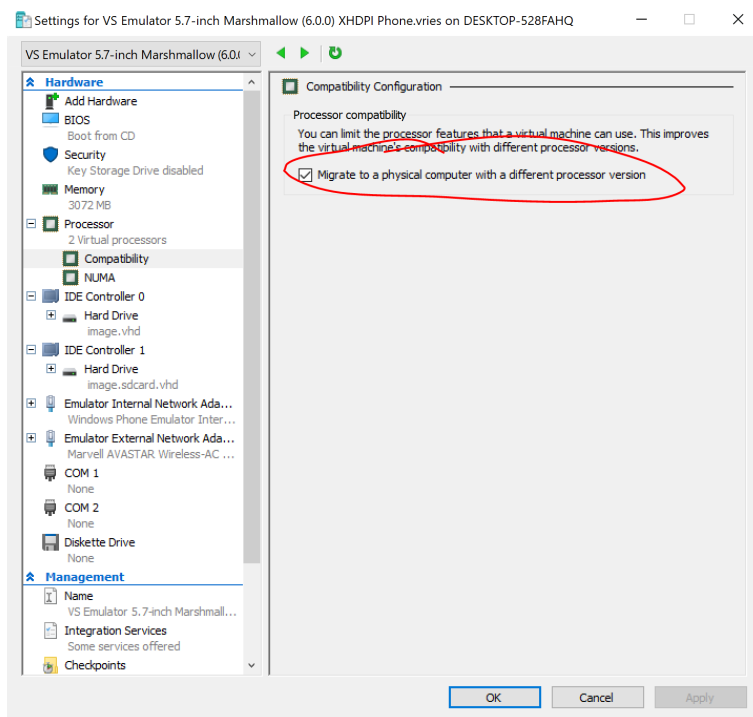 Settings for VS Emulator 5.7-inch Marshmallow (6.0.0) XHDPI Phone.vries on DESKTOP-528FAHQ
VS Emulator 5.7-inch Marshmallow (6.0.(
Hardware
Add Hardware
BIOS
Boot from CD
Security
Key Storage Drive disabled
Memory
3072 MB
Processor
2 Virtual processors
Compatibility
NUMA
IDE Controller 0
Hard Drive
image.vhd
IDE Controller 1
Hard Drive
image.sdcard.vhd
Emulator Internal Network Ada...
Windows Phone Emulator Inter...
Emulator External Network Ada...
Marvell AVASTAR Wireless-AC ...
COM 1
None
COM 2
None
Diskette Drive
None
Management
Name
VS Emulator 5.7-inch Marshmall...
Integration Services
Some services offered
Checkpoints
Compatibility Configuration
Processor compatibility
You can limit the processor features that a virtual machine can use. This improves
the virtual machine's compatibility with different processor versions.
Migrate to a physical computer with a different processor version
OK
Cancel
Apply